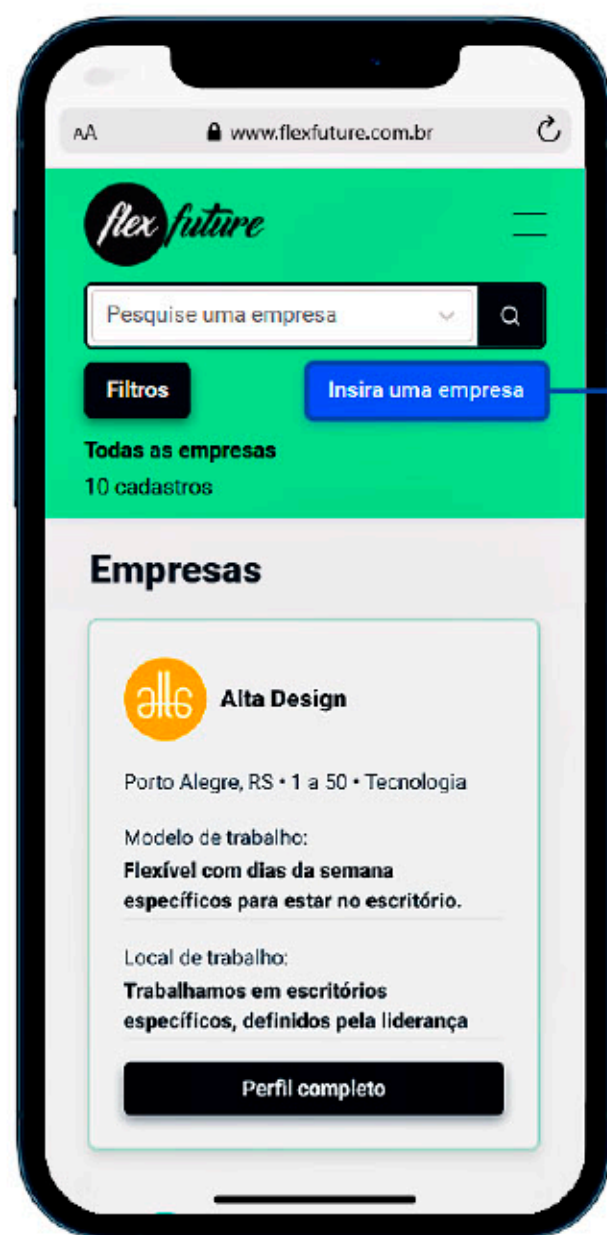 AA www.flexfuture.com.br
flex future
Pesquise uma empresa
Filtros Insira uma empresa
Todas as empresas
10 cadastros
Empresas
alta Alta Design
Porto Alegre, RS • 1 a 50 • Tecnologia
Modelo de trabalho:
Flexível com dias da semana
específicos para estar no escritório.
Local de trabalho:
Trabalhamos em escritórios
específicos, definidos pela liderança
Perfil completo